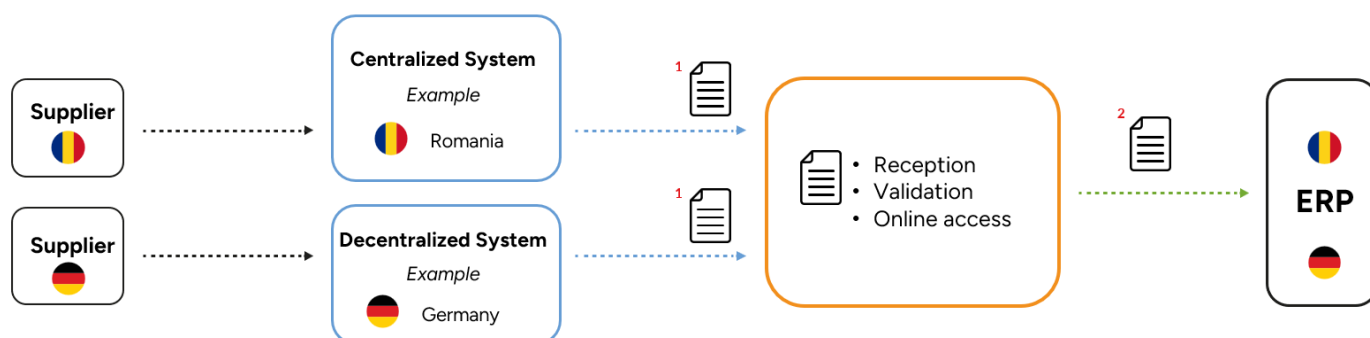 Supplier
Centralized System
Example
Romania
1
• Reception
• Validation
• Online access
2
ERP
Supplier
Decentralized System
Example
Germany
1